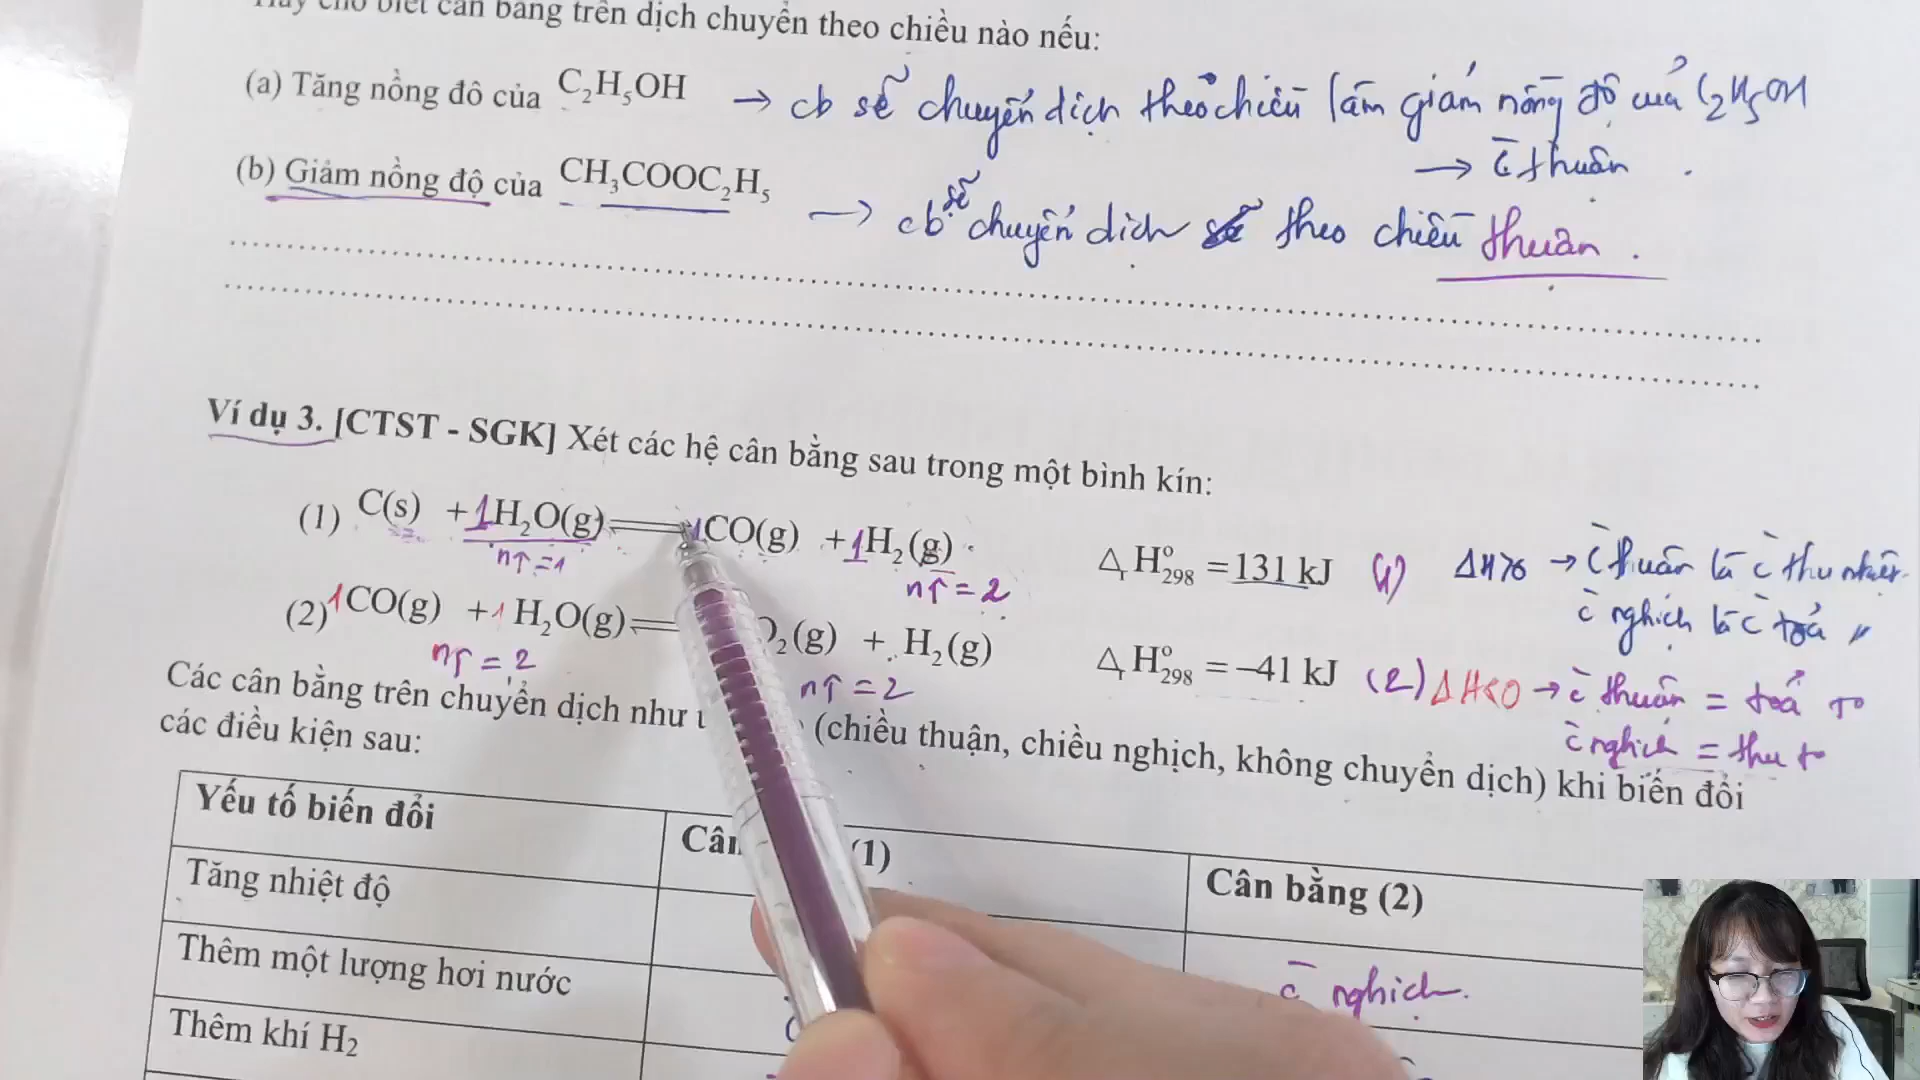 Hãy cho biết cân bằng trên dịch chuyển theo chiều nào nếu:
(a) Tăng nồng đô của C₂H₅OH → cb sẽ chuyển dịch theo chiều làm giảm nồng độ của C₂H₅OH
→ c̄ thuận .
(b) Giảm nồng độ của CH₃COOC₂H₅ → cb sẽ chuyển dịch theo chiều thuận .
Ví dụ 3. [CTST - SGK] Xét các hệ cân bằng sau trong một bình kín:
(1) C(s) + 1H₂O(g) ⇌ 1CO(g) + 1H₂(g) ΔᵣH°₂₉₈ = 131 kJ (1) ΔH>0 → c̄ thuận là c̄ thu nhiệt.
n↑ = 1 n↑ = 2 c̄ nghịch là c̄ toả "
(2) 1CO(g) + 1 H₂O(g) ⇌ O₂(g) + H₂(g) ΔᵣH°₂₉₈ = –41 kJ (2) ΔH<0 → c̄ thuận = toả t°
n↑ = 2 n↑ = 2 c̄ nghịch = thu t°
Các cân bằng trên chuyển dịch như (chiều thuận, chiều nghịch, không chuyển dịch) khi biến đổi
các điều kiện sau:
Yếu tố biến đổi (1) Cân bằng (2)
Tăng nhiệt độ c̄ nghịch.
Thêm một lượng hơi nước
Thêm khí H₂